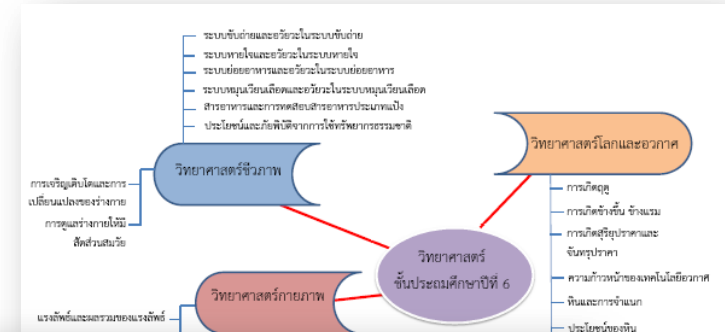 ระบบขับถ่ายและอวัยวะในระบบขับถ่าย
ระบบหายใจและอวัยวะในระบบหายใจ
ระบบย่อยอาหารและอวัยวะในระบบย่อยอาหาร
ระบบหมุนเวียนเลือดและอวัยวะในระบบหมุนเวียนเลือด
สารอาหารและการทดสอบสารอาหารประเภทแป้ง
ประโยชน์และภัยพิบัติจากการใช้ทรัพยากรธรรมชาติ
วิทยาศาสตร์ชีวภาพ
การเจริญเติบโตและการ
เปลี่ยนแปลงของร่างกาย
การดูแลร่างกายให้มี
สัดส่วนสมวัย
วิทยาศาสตร์โลกและอวกาศ
การเกิดฤดู
การเกิดข้างขึ้น ข้างแรม
การเกิดสุริยุปราคาและ
จันทรุปราคา
ความก้าวหน้าของเทคโนโลยีอวกาศ
หินและการจำแนก
ประโยชน์ของหิน
วิทยาศาสตร์
ชั้นประถมศึกษาปีที่ 6
วิทยาศาสตร์กายภาพ
แรงลัพธ์และผลรวมของแรงลัพธ์